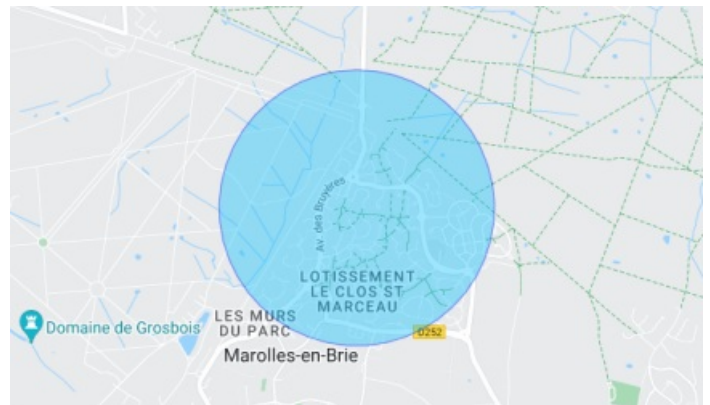 Av. des Bruyères
LOTISSEMENT
LE CLOS ST
MARCEAU
LES MURS
DU PARC
D252
Domaine de Grosbois
Marolles-en-Brie